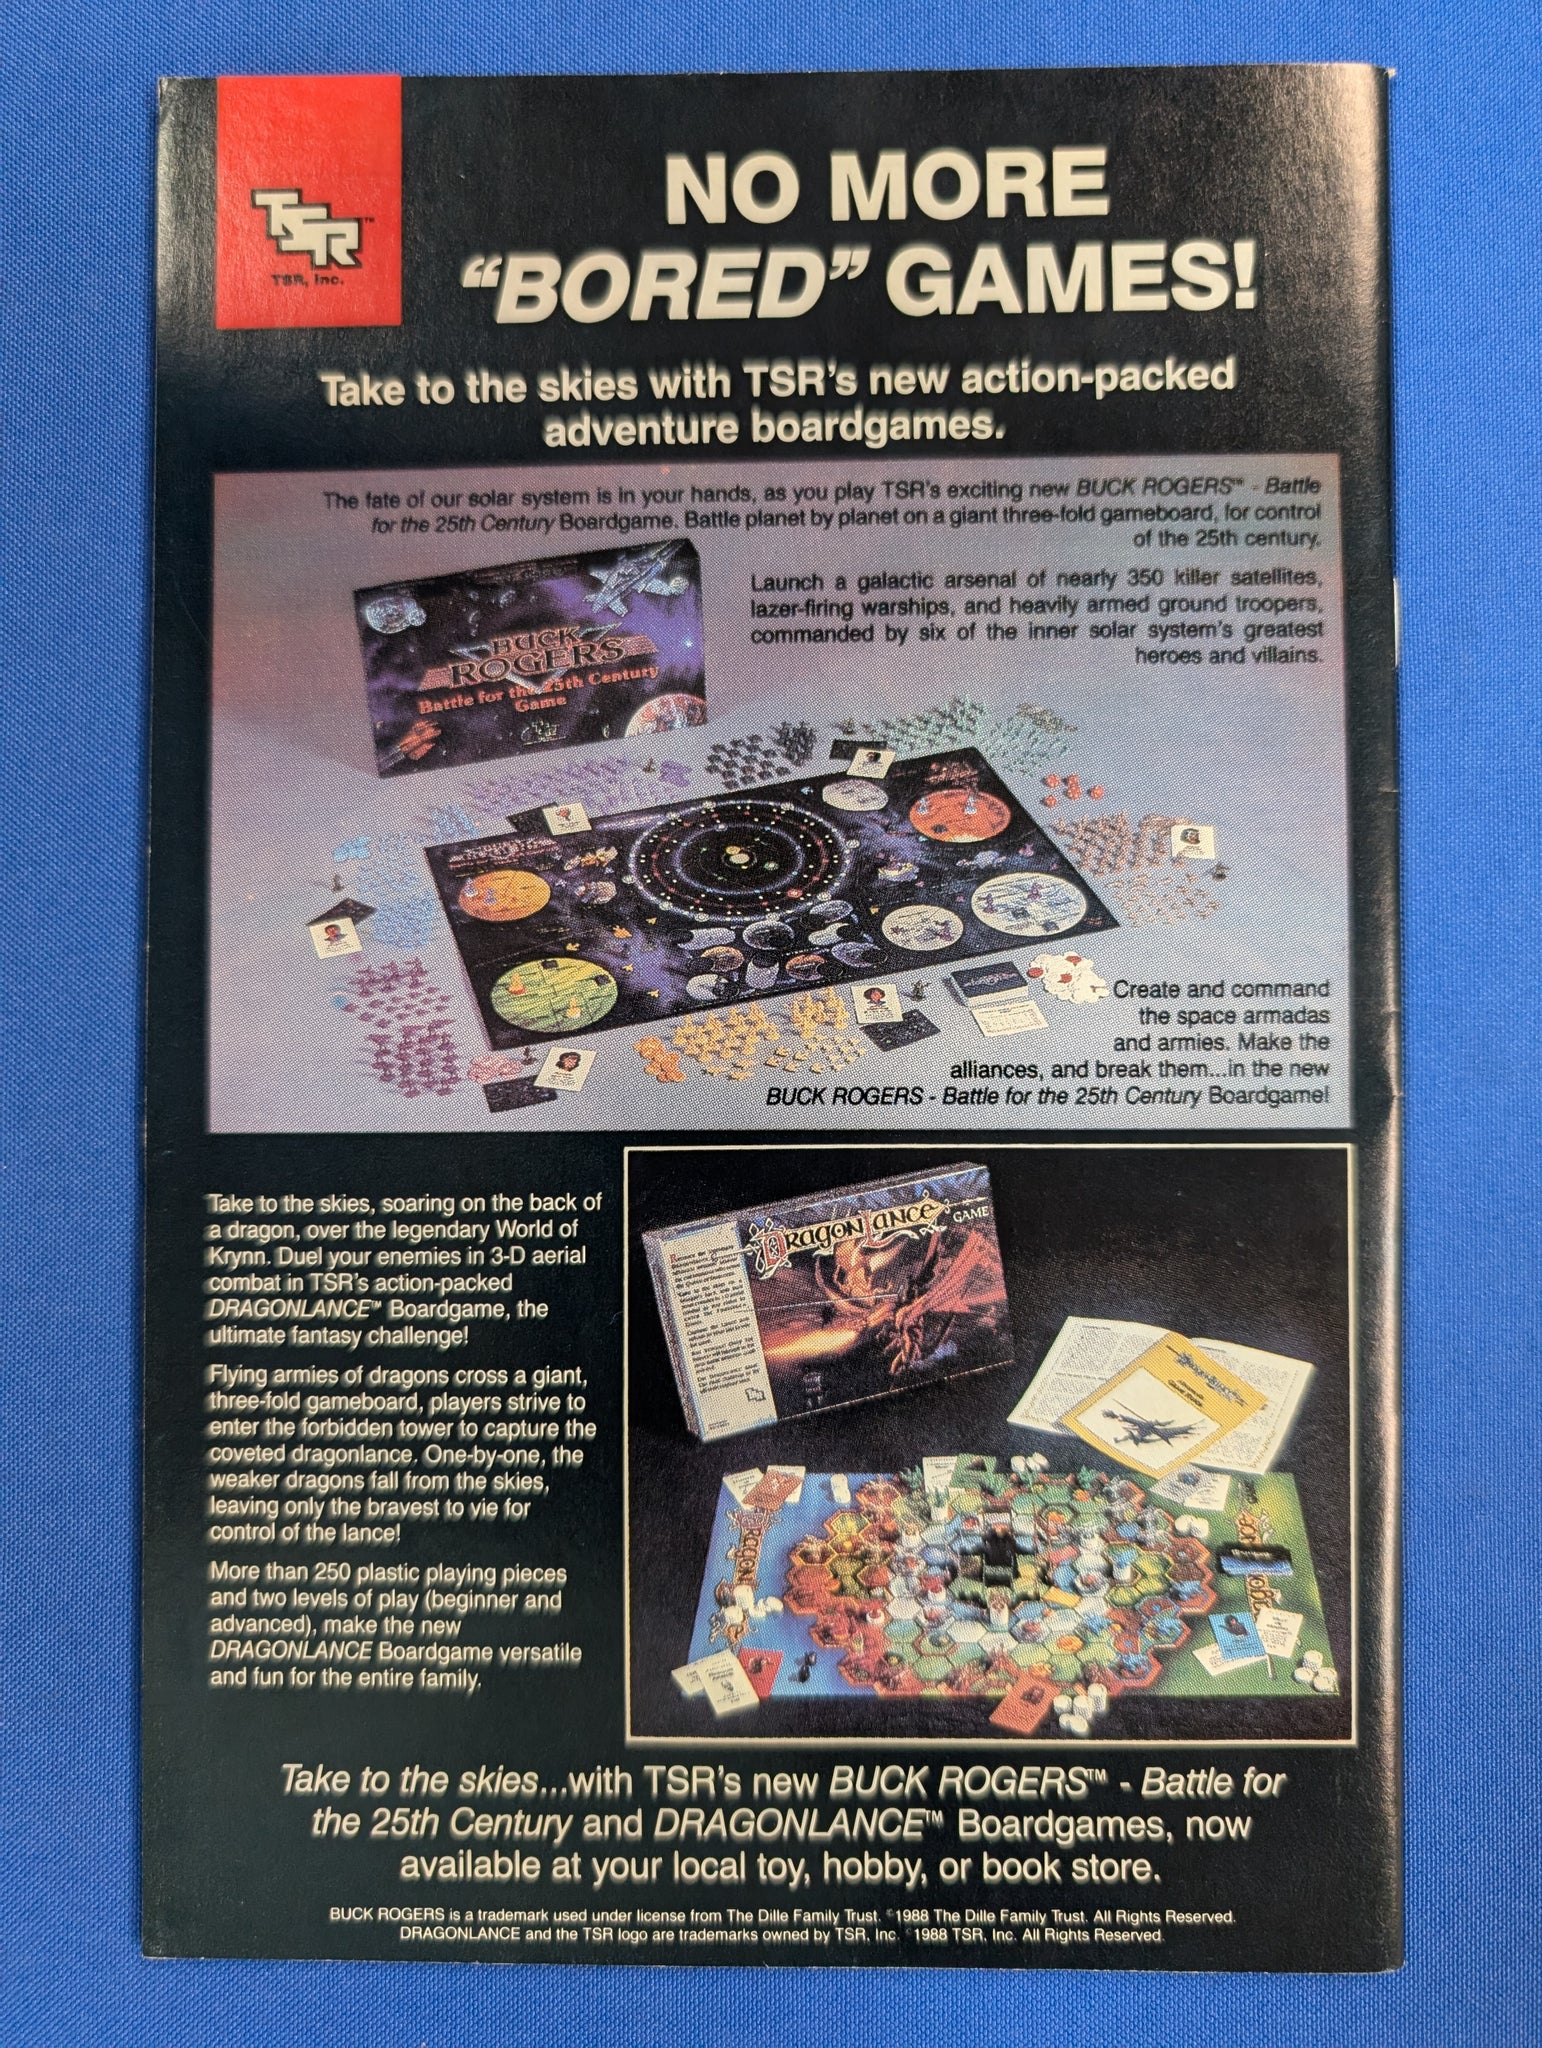 TSR™
TSR, Inc.
NO MORE
“BORED” GAMES!
Take to the skies with TSR's new action-packed
adventure boardgames.
The fate of our solar system is in your hands, as you play TSR's exciting new BUCK ROGERS™ - Battle
for the 25th Century Boardgame. Battle planet by planet on a giant three-fold gameboard, for control
of the 25th century.
Launch a galactic arsenal of nearly 350 killer satellites,
lazer-firing warships, and heavily armed ground troopers,
commanded by six of the inner solar system's greatest
heroes and villains.
BUCK
ROGERS
Battle for the 25th Century
Game
Create and command
the space armadas
and armies. Make the
alliances, and break them...in the new
BUCK ROGERS - Battle for the 25th Century Boardgame!
Take to the skies, soaring on the back of
a dragon, over the legendary World of
Krynn. Duel your enemies in 3-D aerial
combat in TSR's action-packed
DRAGONLANCE™ Boardgame, the
ultimate fantasy challenge!
Flying armies of dragons cross a giant,
three-fold gameboard, players strive to
enter the forbidden tower to capture the
coveted dragonlance. One-by-one, the
weaker dragons fall from the skies,
leaving only the bravest to vie for
control of the lance!
More than 250 plastic playing pieces
and two levels of play (beginner and
advanced), make the new
DRAGONLANCE Boardgame versatile
and fun for the entire family.
DRAGONLANCE GAME
Take to the skies...with TSR's new BUCK ROGERS™ - Battle for
the 25th Century and DRAGONLANCE™ Boardgames, now
available at your local toy, hobby, or book store.
BUCK ROGERS is a trademark used under license from The Dille Family Trust. ©1988 The Dille Family Trust. All Rights Reserved.
DRAGONLANCE and the TSR logo are trademarks owned by TSR, Inc. ©1988 TSR, Inc. All Rights Reserved.